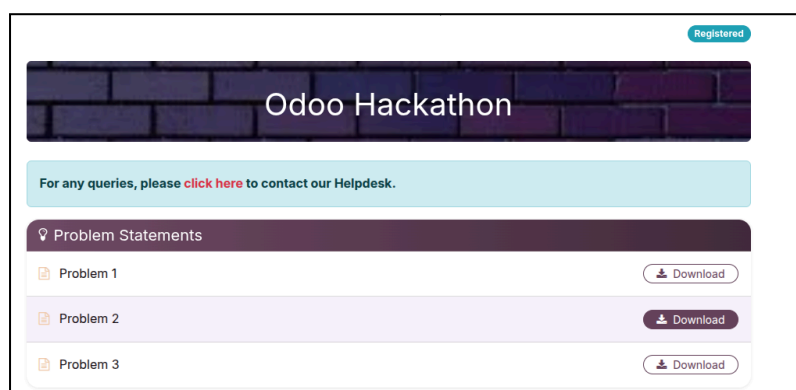 Registered
Odoo Hackathon
For any queries, please click here to contact our Helpdesk.
Problem Statements
Problem 1 Download
Problem 2 Download
Problem 3 Download